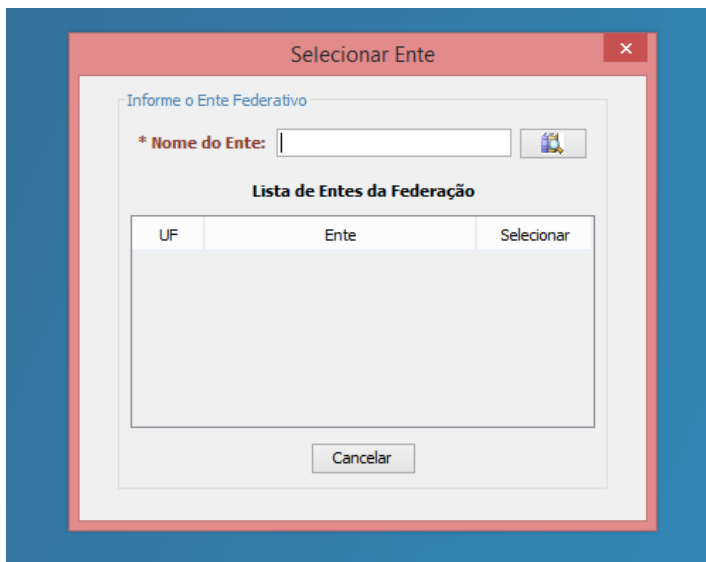 Selecionar Ente
Informe o Ente Federativo
* Nome do Ente:
Lista de Entes da Federação
UF Ente Selecionar
Cancelar